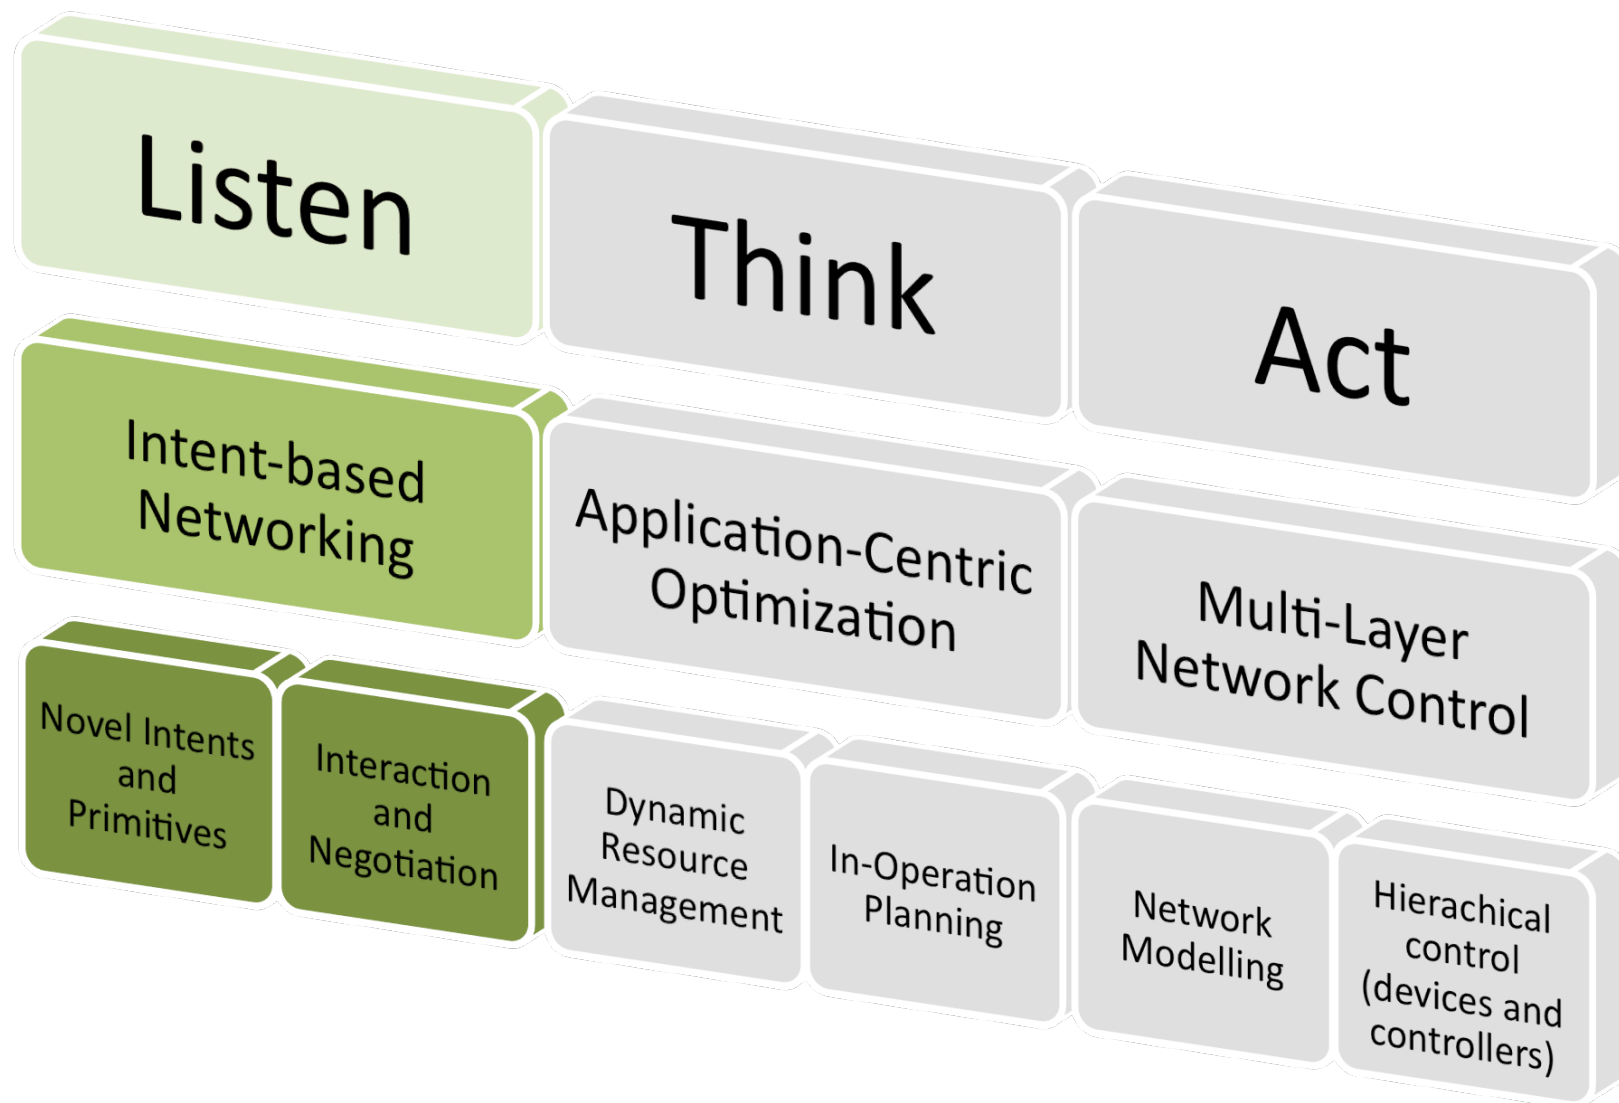 Listen
Think
Act
Intent-based
Networking
Application-Centric
Optimization
Multi-Layer
Network Control
Novel Intents
and
Primitives
Interaction
and
Negotiation
Dynamic
Resource
Management
In-Operation
Planning
Network
Modelling
Hierachical
control
(devices and
controllers)